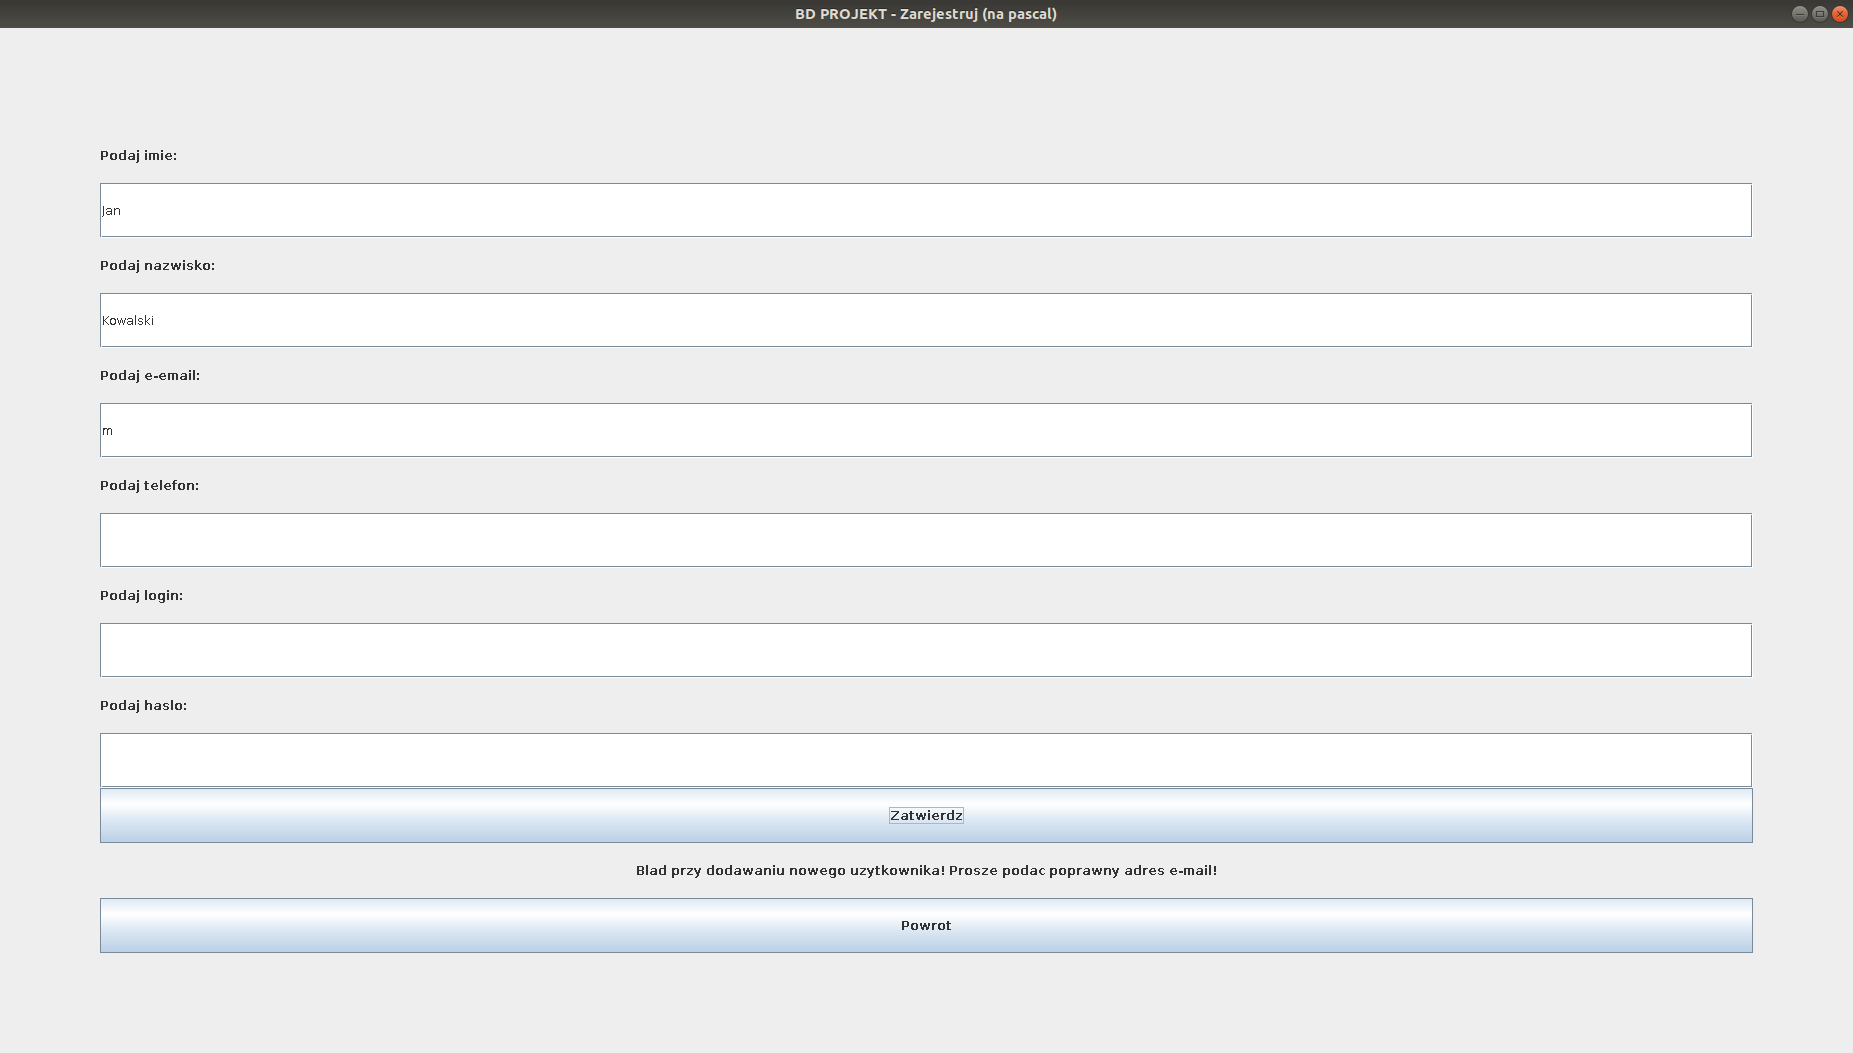 BD PROJEKT - Zarejestruj (na pascal)
Podaj imie:
Jan
Podaj nazwisko:
Kowalski
Podaj e-email:
m
Podaj telefon:
Podaj login:
Podaj haslo:
Zatwierdz
Blad przy dodawaniu nowego uzytkownika! Prosze podac poprawny adres e-mail!
Powrot